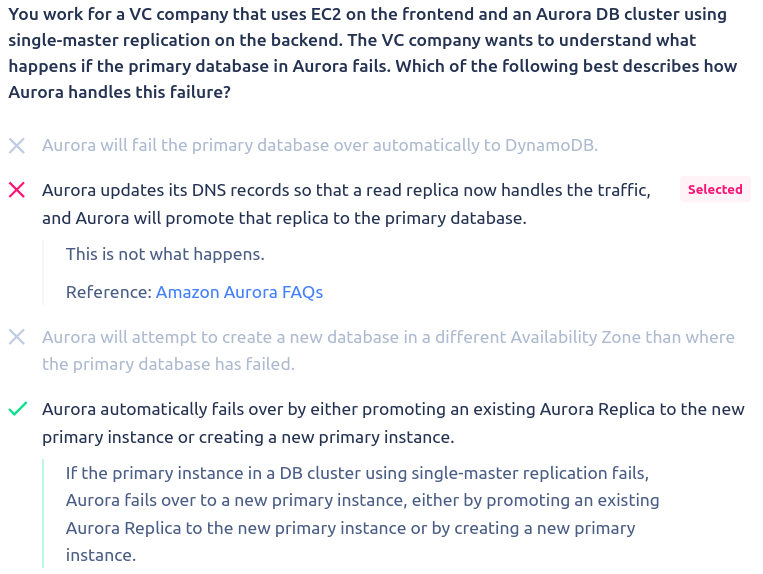 You work for a VC company that uses EC2 on the frontend and an Aurora DB cluster using
single-master replication on the backend. The VC company wants to understand what
happens if the primary database in Aurora fails. Which of the following best describes how
Aurora handles this failure?
Aurora will fail the primary database over automatically to DynamoDB.
Aurora updates its DNS records so that a read replica now handles the traffic,
and Aurora will promote that replica to the primary database.
Selected
This is not what happens.
Reference: Amazon Aurora FAQs
Aurora will attempt to create a new database in a different Availability Zone than where
the primary database has failed.
Aurora automatically fails over by either promoting an existing Aurora Replica to the new
primary instance or creating a new primary instance.
If the primary instance in a DB cluster using single-master replication fails,
Aurora fails over to a new primary instance, either by promoting an existing
Aurora Replica to the new primary instance or by creating a new primary
instance.